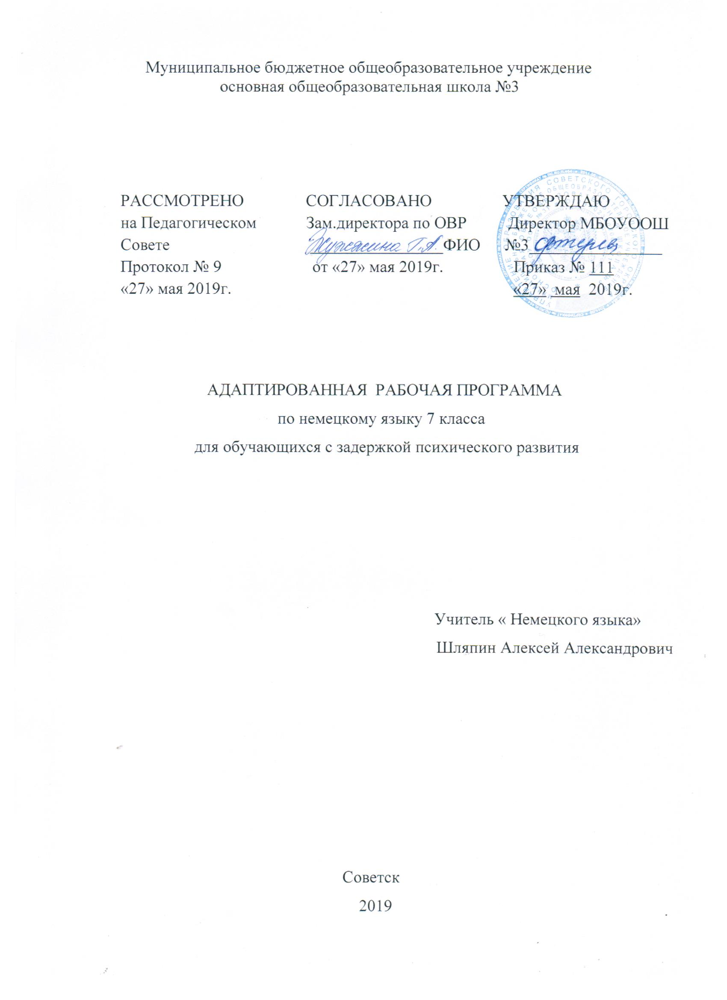 Муниципальное бюджетное общеобразовательное учреждение
основная общеобразовательная школа №3
РАССМОТРЕНО
на Педагогическом
Совете
Протокол № 9
«27» мая 2019г.
СОГЛАСОВАНО
Зам.директора по ОВР
ФИО
от «27» мая 2019г.
УТВЕРЖДАЮ
Директор МБОУООШ
№3
Приказ № 111
«27» мая 2019г.
АДАПТИРОВАННАЯ РАБОЧАЯ ПРОГРАММА
по немецкому языку 7 класса
для обучающихся с задержкой психического развития
Учитель « Немецкого языка»
Шляпин Алексей Александрович
Советск
2019